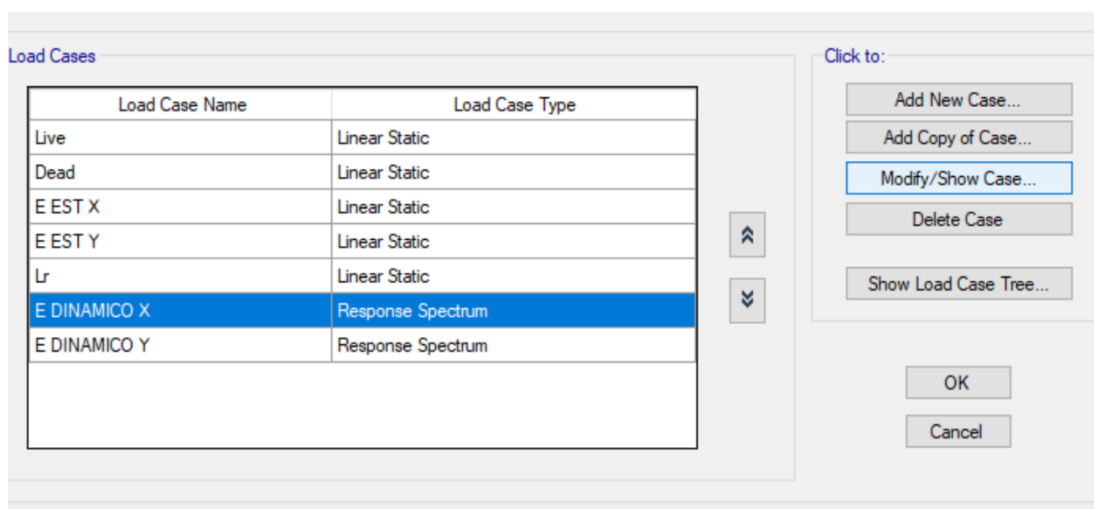 Load Cases
Click to:
Load Case Name Load Case Type
Live Linear Static
Dead Linear Static
E EST X Linear Static
E EST Y Linear Static
Lr Linear Static
E DINAMICO X Response Spectrum
E DINAMICO Y Response Spectrum
Add New Case...
Add Copy of Case...
Modify/Show Case...
Delete Case
Show Load Case Tree...
OK
Cancel